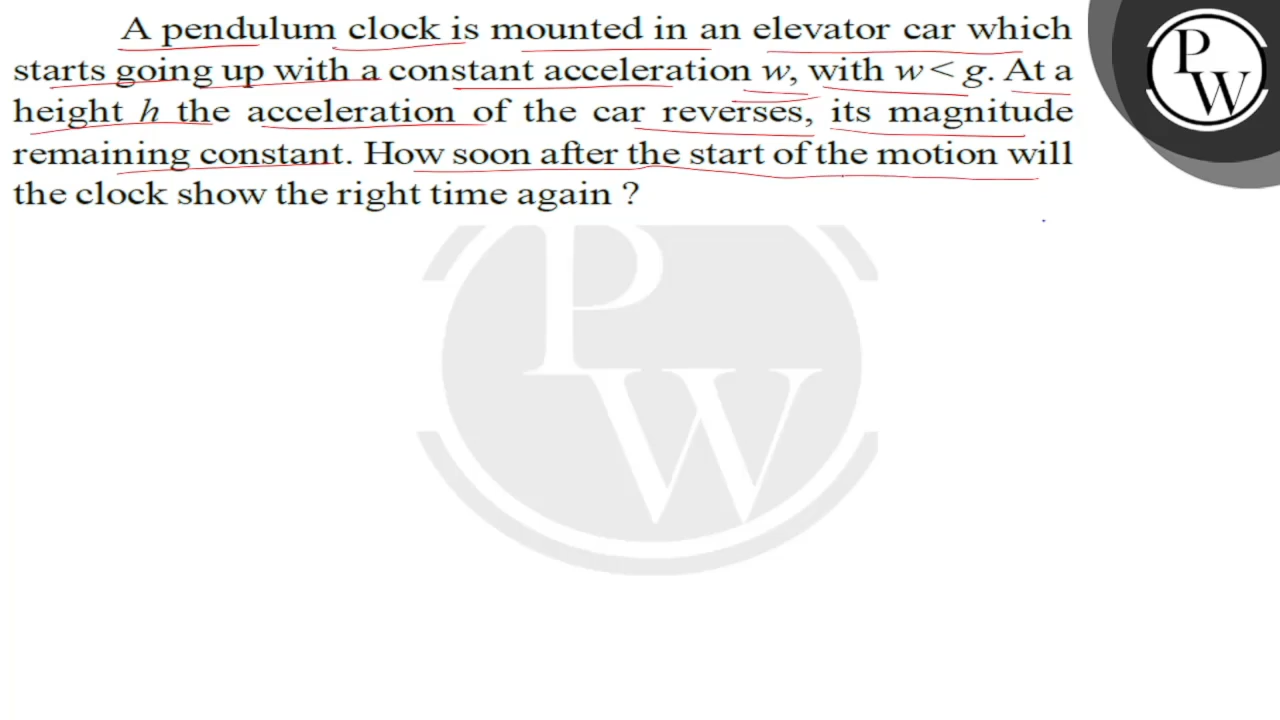 A pendulum clock is mounted in an elevator car which
starts going up with a constant acceleration w, with w < g. At a
height h the acceleration of the car reverses, its magnitude
remaining constant. How soon after the start of the motion will
the clock show the right time again ?
P
W
P
W